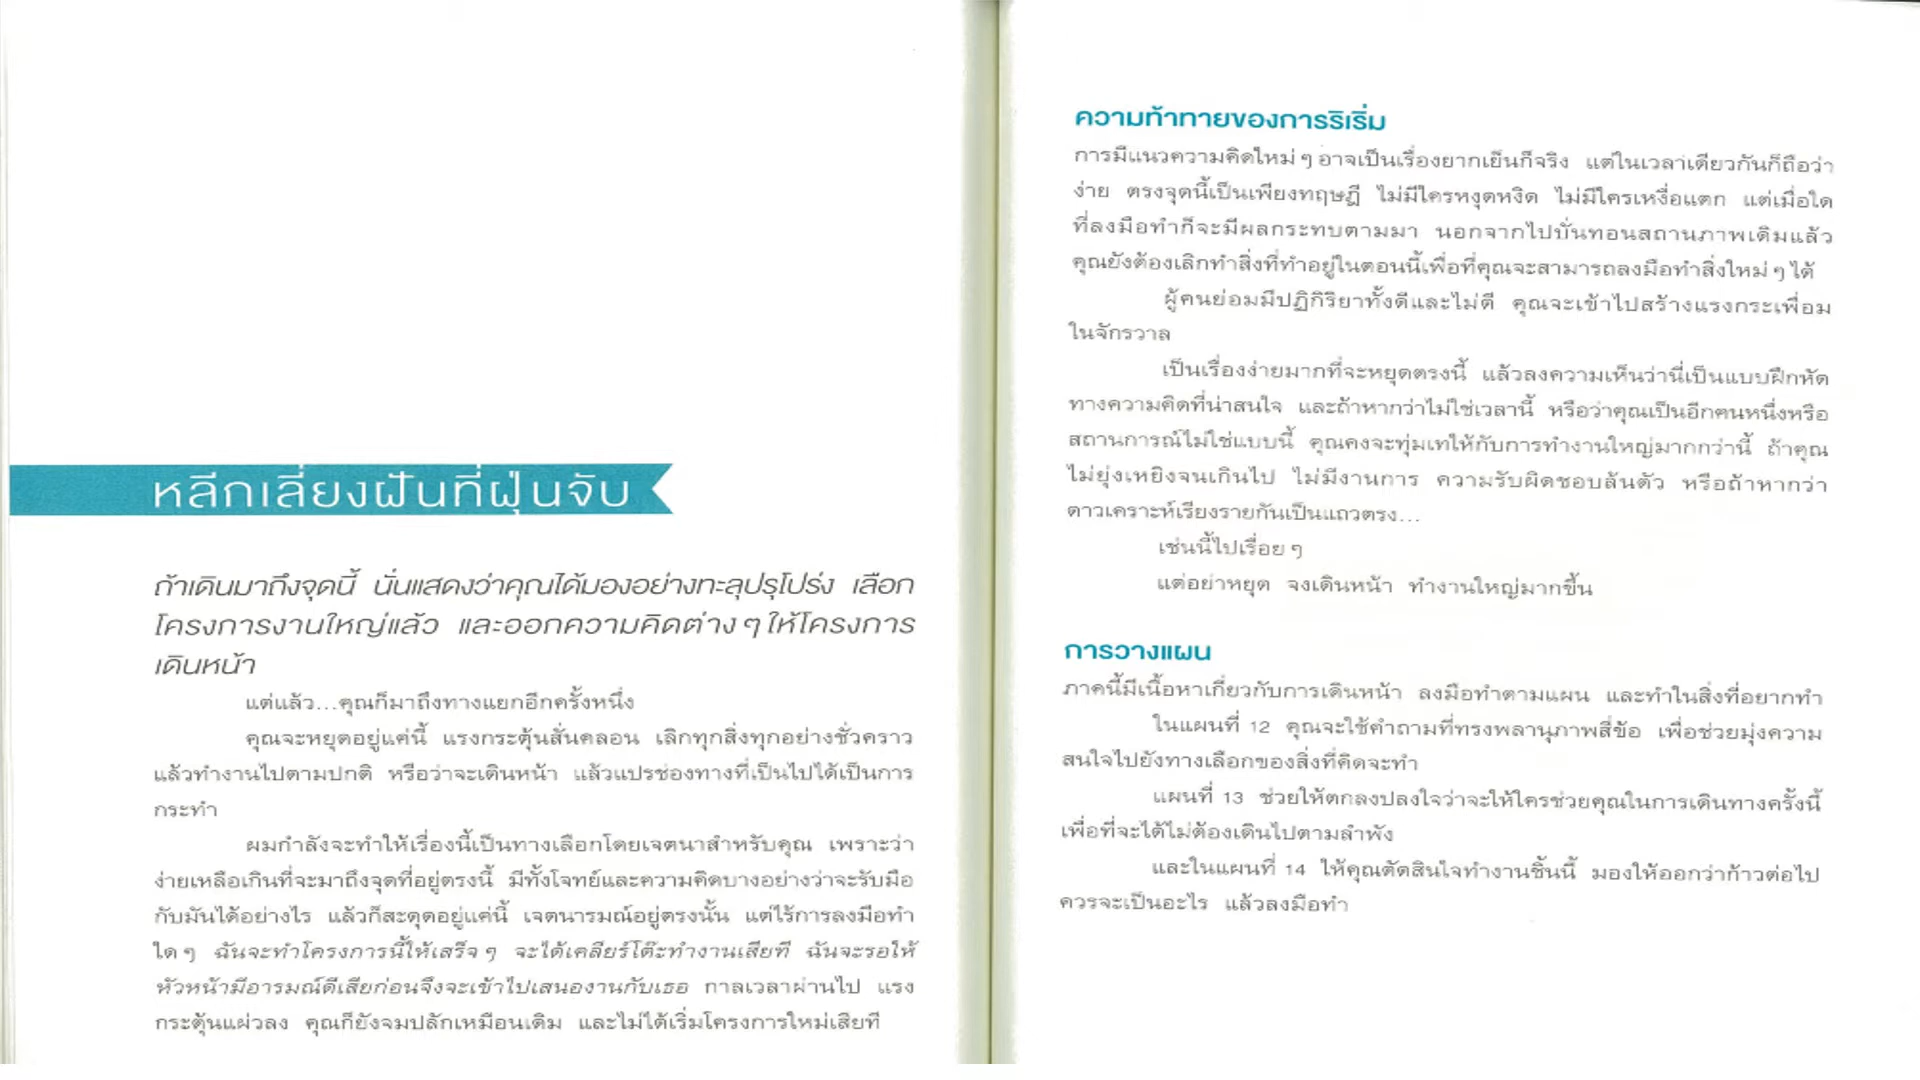 หลีกเลี่ยงฝันที่ฝุ่นจับ
ถ้าเดินมาถึงจุดนี้ นั่นแสดงว่าคุณได้มองอย่างทะลุปรุโปร่ง เลือก
โครงการงานใหญ่แล้ว และออกความคิดต่าง ๆ ให้โครงการ
เดินหน้า
แต่แล้ว...คุณก็มาถึงทางแยกอีกครั้งหนึ่ง
คุณจะหยุดอยู่แค่นี้ แรงกระตุ้นสั่นคลอน เลิกทุกสิ่งทุกอย่างชั่วคราว
แล้วทำงานไปตามปกติ หรือว่าจะเดินหน้า แล้วแปรช่องทางที่เป็นไปได้เป็นการ
กระทำ
ผมกำลังจะทำให้เรื่องนี้เป็นทางเลือกโดยเจตนาสำหรับคุณ เพราะว่า
ง่ายเหลือเกินที่จะมาถึงจุดที่อยู่ตรงนี้ มีทั้งโจทย์และความคิดบางอย่างว่าจะรับมือ
กับมันได้อย่างไร แล้วก็สะดุดอยู่แค่นี้ เจตนารมณ์อยู่ตรงนั้น แต่ไร้การลงมือทำ
ใด ๆ ฉันจะทำโครงการนี้ให้เสร็จ ๆ จะได้เคลียร์โต๊ะทำงานเสียที ฉันจะรอให้
หัวหน้ามีอารมณ์ดีเสียก่อนจึงจะเข้าไปเสนองานกับเธอ กาลเวลาผ่านไป แรง
กระตุ้นแผ่วลง คุณก็ยังจมปลักเหมือนเดิม และไม่ได้เริ่มโครงการใหม่เสียที
ความท้าทายของการริเริ่ม
การมีแนวความคิดใหม่ ๆ อาจเป็นเรื่องยากเย็นก็จริง แต่ในเวลาเดียวกันก็ถือว่า
ง่าย ตรงจุดนี้เป็นเพียงทฤษฎี ไม่มีใครหงุดหงิด ไม่มีใครเหงื่อแตก แต่เมื่อใด
ที่ลงมือทำก็จะมีผลกระทบตามมา นอกจากไปบั่นทอนสถานภาพเดิมแล้ว
คุณยังต้องเลิกทำสิ่งที่ทำอยู่ในตอนนี้เพื่อที่คุณจะสามารถลงมือทำสิ่งใหม่ ๆ ได้
ผู้คนย่อมมีปฏิกิริยาทั้งดีและไม่ดี คุณจะเข้าไปสร้างแรงกระเพื่อม
ในจักรวาล
เป็นเรื่องง่ายมากที่จะหยุดตรงนี้ แล้วลงความเห็นว่านี่เป็นแบบฝึกหัด
ทางความคิดที่น่าสนใจ และถ้าหากว่าไม่ใช่เวลานี้ หรือว่าคุณเป็นอีกคนหนึ่งหรือ
สถานการณ์ไม่ใช่แบบนี้ คุณคงจะทุ่มเทให้กับการทำงานใหญ่มากกว่านี้ ถ้าคุณ
ไม่ยุ่งเหยิงจนเกินไป ไม่มีงานการ ความรับผิดชอบล้นตัว หรือถ้าหากว่า
ดาวเคราะห์เรียงรายกันเป็นแถวตรง...
เช่นนี้ไปเรื่อย ๆ
แต่อย่าหยุด จงเดินหน้า ทำงานใหญ่มากขึ้น
การวางแผน
ภาคนี้มีเนื้อหาเกี่ยวกับการเดินหน้า ลงมือทำตามแผน และทำในสิ่งที่อยากทำ
ในแผนที่ 12 คุณจะใช้คำถามที่ทรงพลานุภาพสี่ข้อ เพื่อช่วยมุ่งความ
สนใจไปยังทางเลือกของสิ่งที่คิดจะทำ
แผนที่ 13 ช่วยให้ตกลงปลงใจว่าจะให้ใครช่วยคุณในการเดินทางครั้งนี้
เพื่อที่จะได้ไม่ต้องเดินไปตามลำพัง
และในแผนที่ 14 ให้คุณตัดสินใจทำงานชิ้นนี้ มองให้ออกว่าก้าวต่อไป
ควรจะเป็นอะไร แล้วลงมือทำ